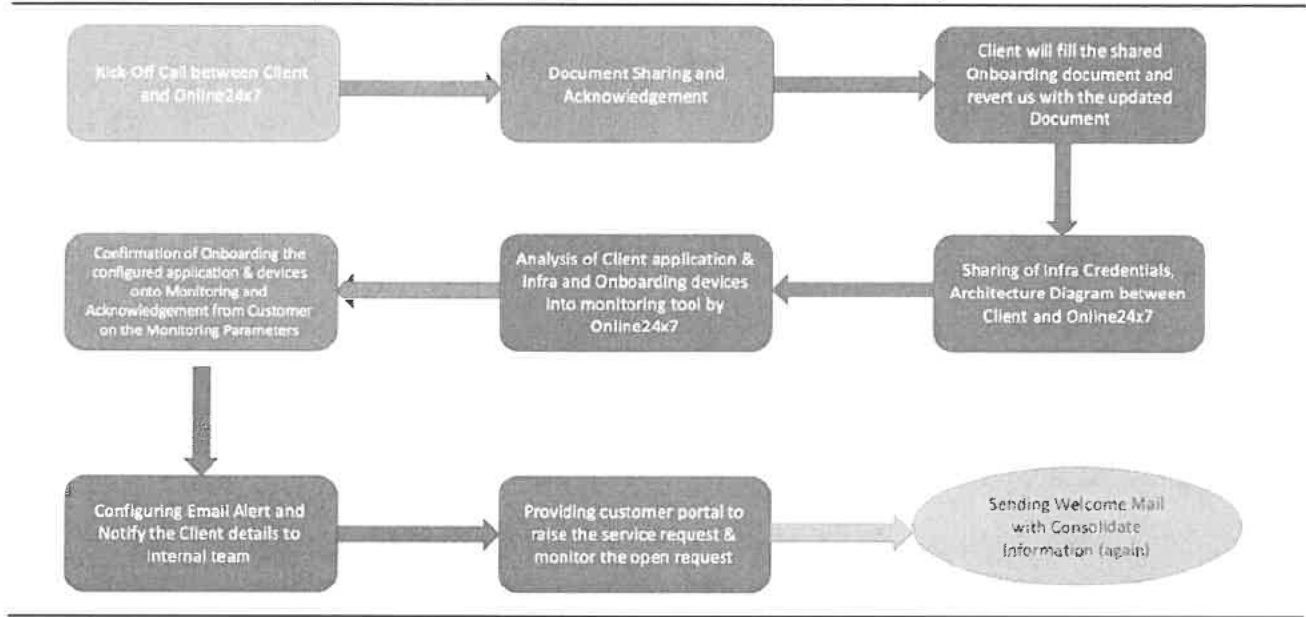 Kick Off Call between Client
and Online24x7
Document Sharing and
Acknowledgement
Client will fill the shared
Onboarding document and
revert us with the updated
Document
Sharing of Infra Credentials,
Architecture Diagram between
Client and Online24x7
Analysis of Client application &
Infra and Onboarding devices
into monitoring tool by
Online24x7
Confirmation of Onboarding the
configured application & devices
onto Monitoring and
Acknowledgement from Customer
on the Monitoring Parameters
Configuring Email Alert and
Notify the Client details to
Internal team
Providing customer portal to
raise the service request &
monitor the open request
Sending Welcome Mail
with Consolidate
Information (again)